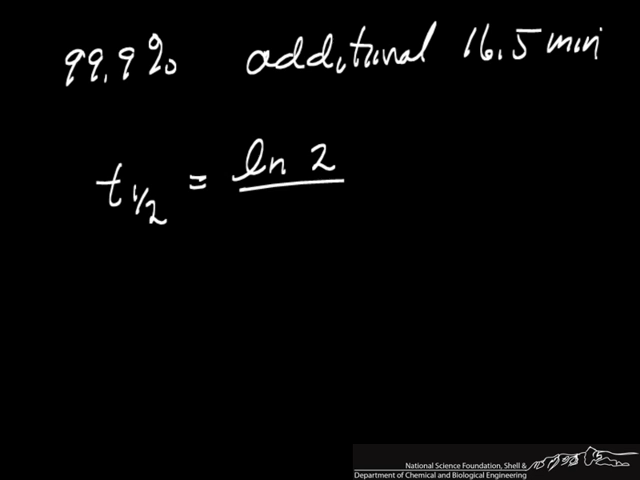 99.9% additional 16.5 min
t1/2 = ln 2
National Science Foundation, Shell &
Department of Chemical and Biological Engineering